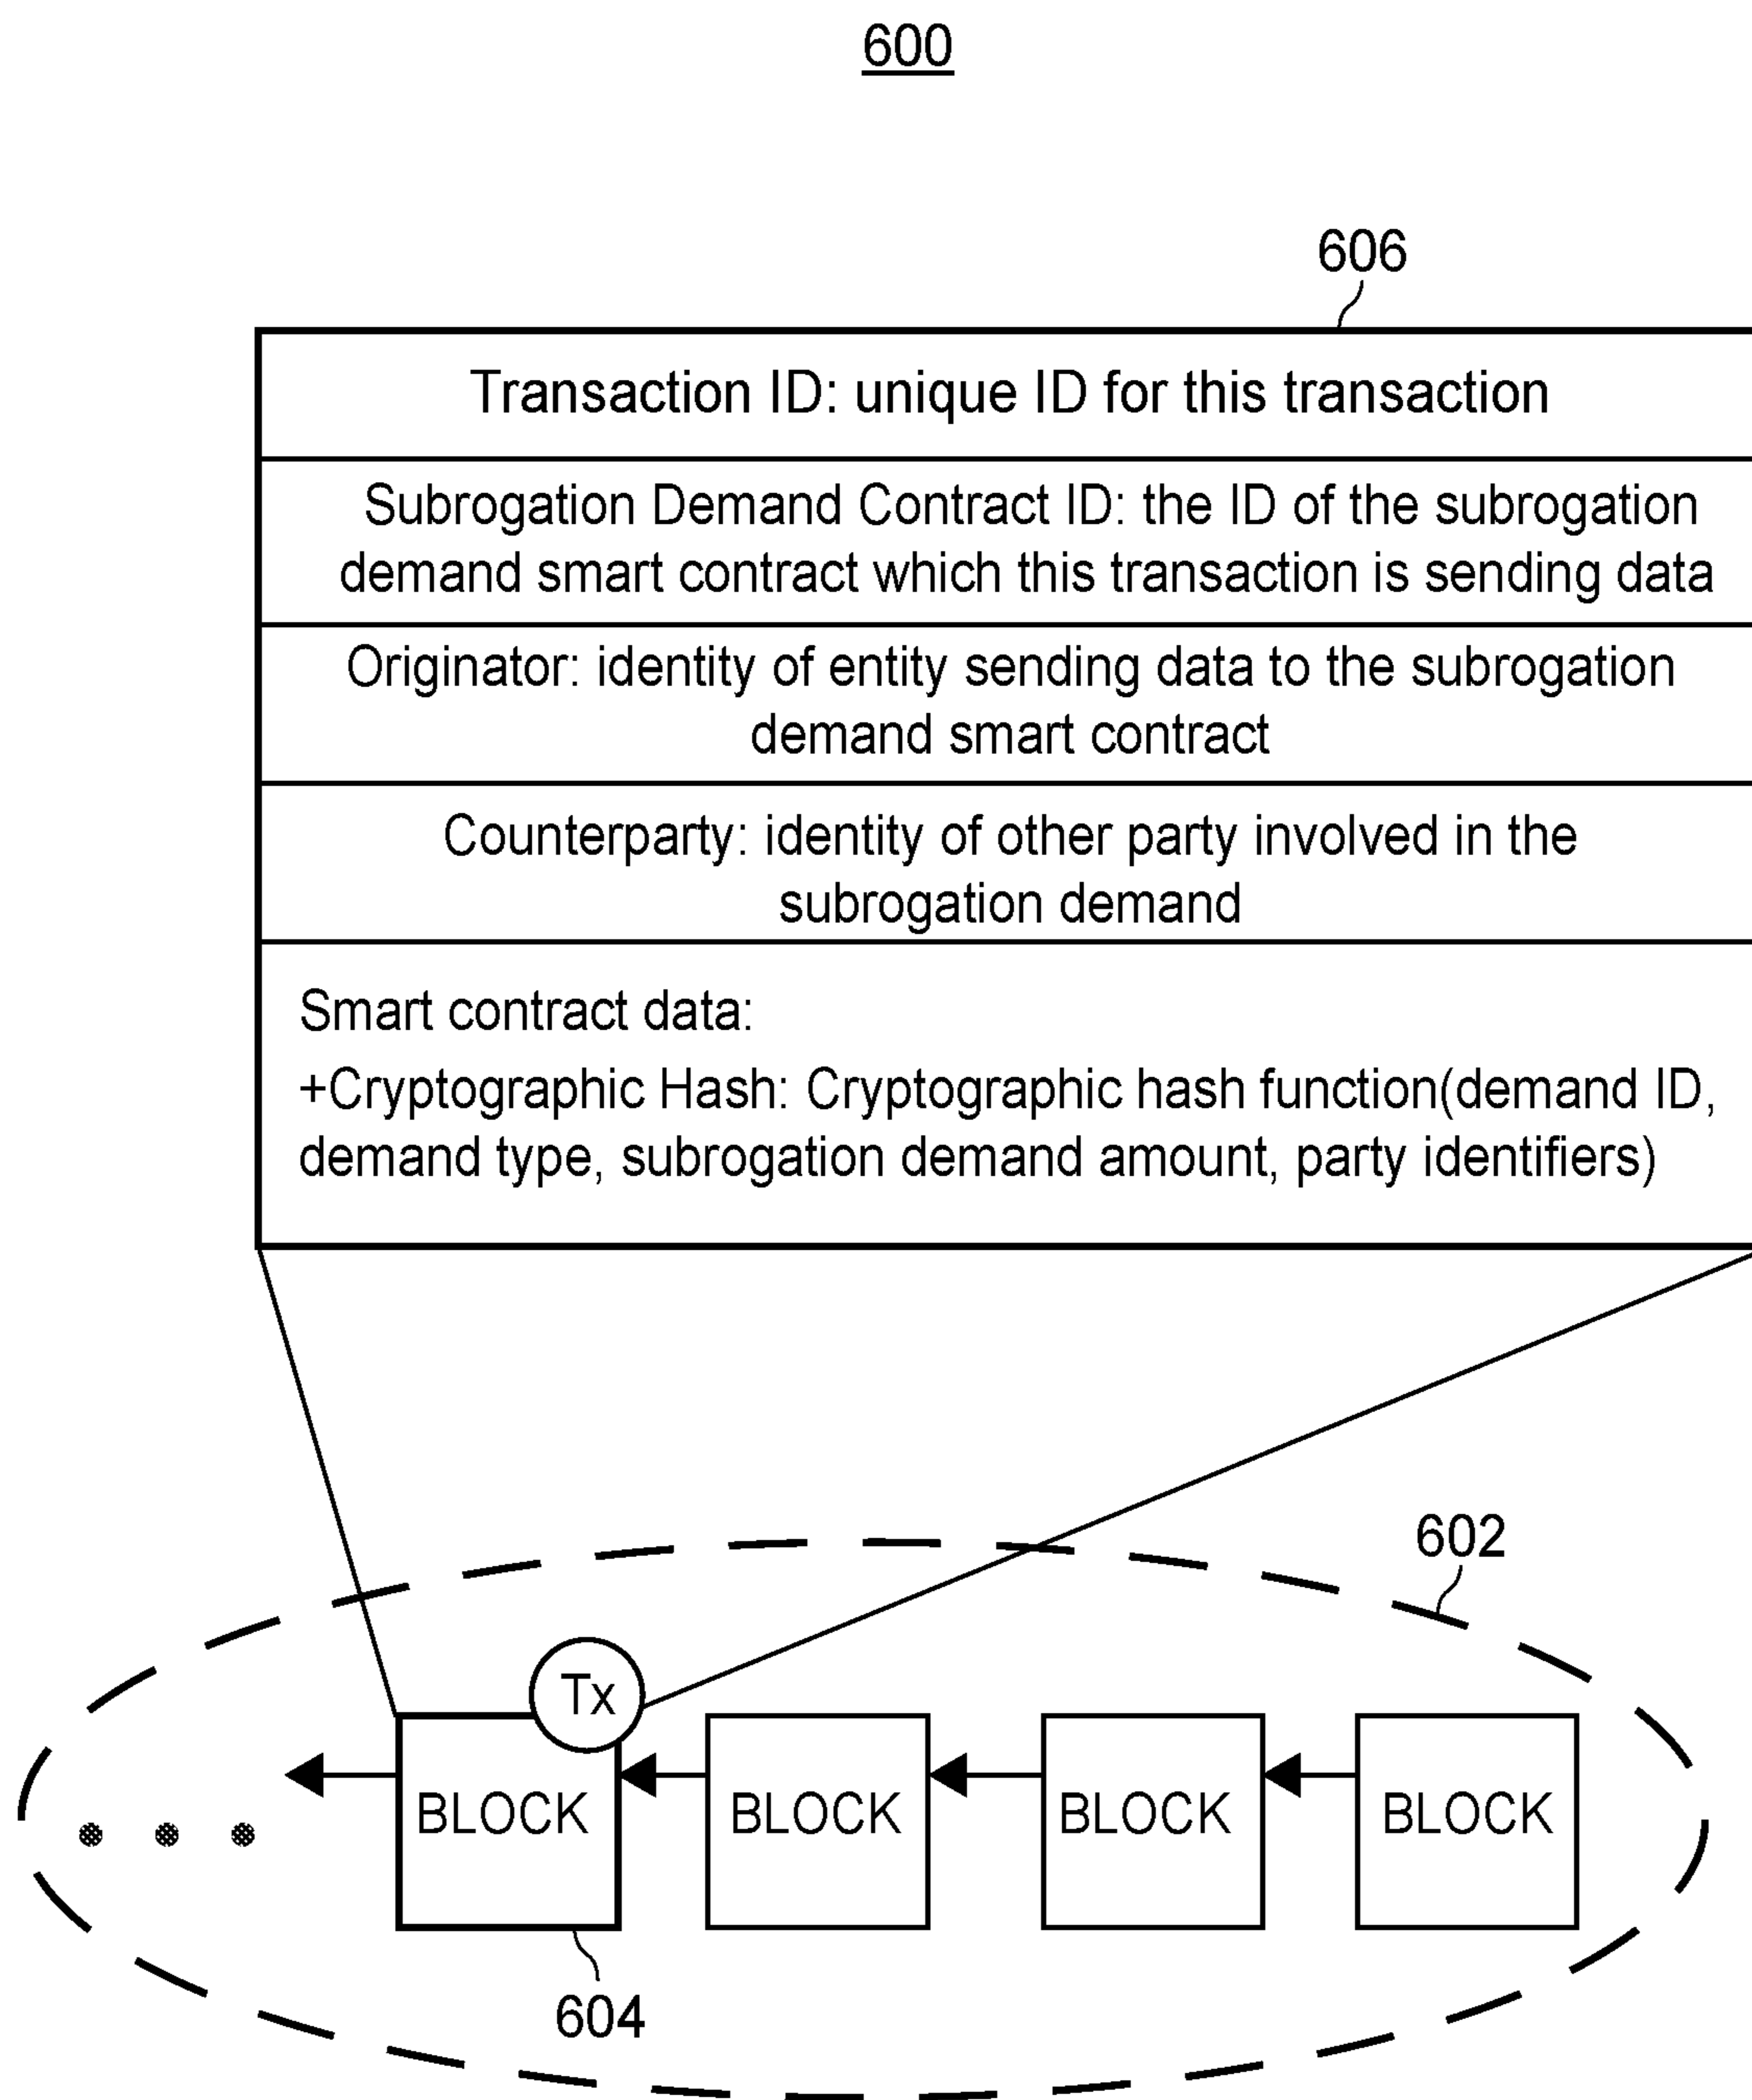 600
606
Transaction ID: unique ID for this transaction
Subrogation Demand Contract ID: the ID of the subrogation
demand smart contract which this transaction is sending data
Originator: identity of entity sending data to the subrogation
demand smart contract
Counterparty: identity of other party involved in the
subrogation demand
Smart contract data:
+Cryptographic Hash: Cryptographic hash function(demand ID,
demand type, subrogation demand amount, party identifiers)
602
Tx
BLOCK BLOCK BLOCK BLOCK
604